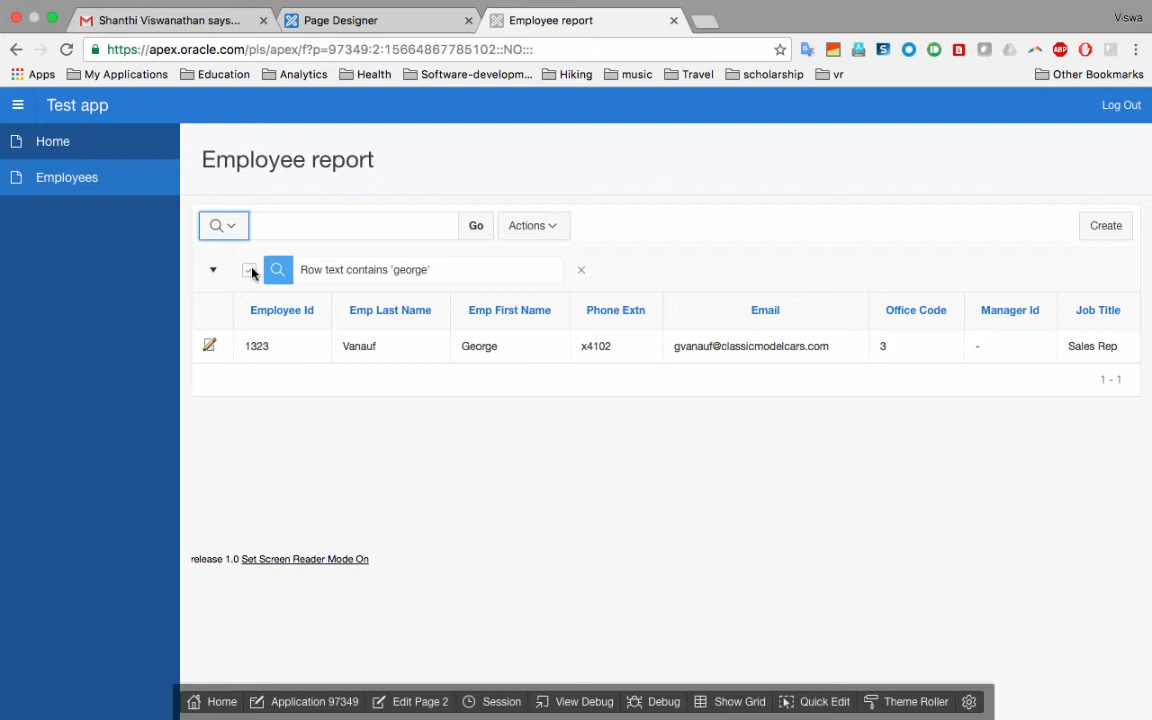 Shanthi Viswanathan says...
Page Designer
Employee report
Viswa
https://apex.oracle.com/pls/apex/f?p=97349:2:15664867785102::NO:::
Apps
My Applications
Education
Analytics
Health
Software-developm...
Hiking
music
Travel
scholarship
vr
Other Bookmarks
Test app
Log Out
Home
Employees
Employee report
Go
Actions
Create
Row text contains 'george'
Employee Id Emp Last Name Emp First Name Phone Extn Email Office Code Manager Id Job Title
1323 Vanauf George x4102 gvanauf@classicmodelcars.com 3 - Sales Rep
1 - 1
release 1.0 Set Screen Reader Mode On
Home Application 97349 Edit Page 2 Session View Debug Debug Show Grid Quick Edit Theme Roller